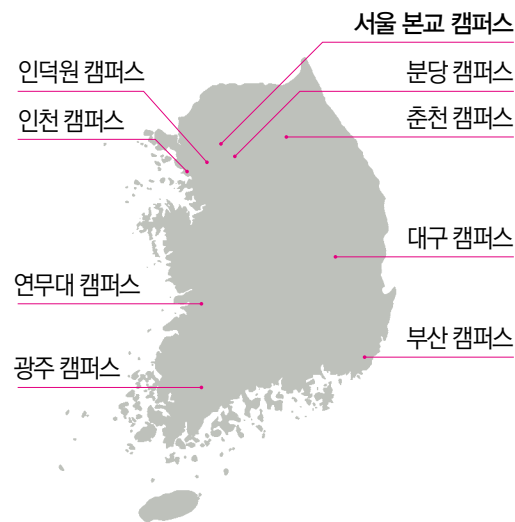 서울 본교 캠퍼스
인덕원 캠퍼스
분당 캠퍼스
인천 캠퍼스
춘천 캠퍼스
대구 캠퍼스
연무대 캠퍼스
부산 캠퍼스
광주 캠퍼스